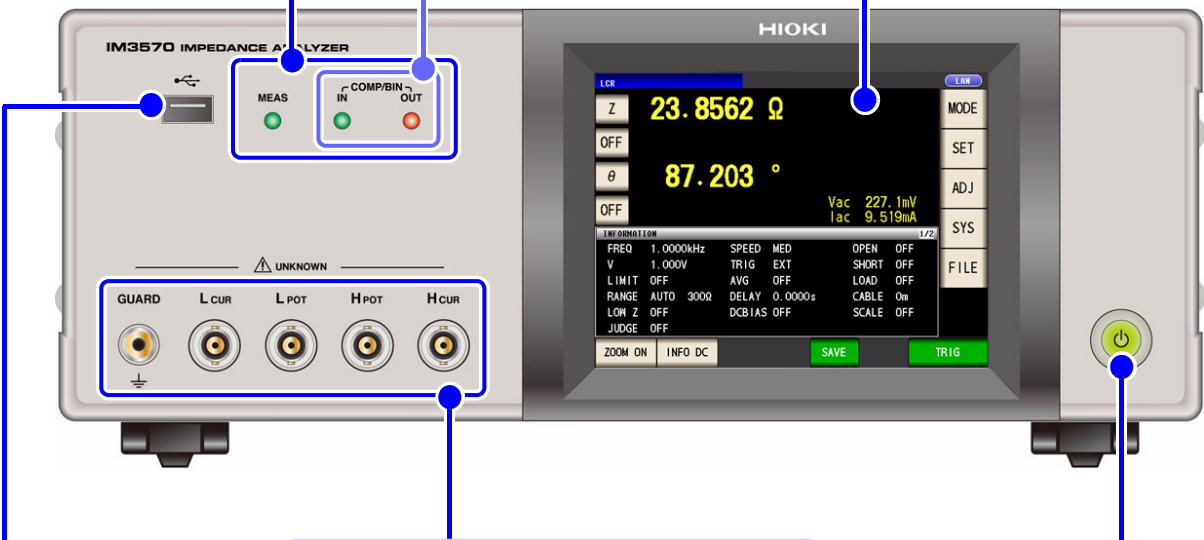 HIOKI
IM3570 IMPEDANCE ANALYZER
MEAS
COMP/BIN
IN OUT
UNKNOWN
GUARD L CUR L POT H POT H CUR
LCR
LAN
Z 23.8562 Ω
OFF
θ 87.203 °
OFF
Vac 227.1mV
Iac 9.519mA
MODE
SET
ADJ
SYS
FILE
INFORMATION 1/2
FREQ 1.0000kHz SPEED MED OPEN OFF
V 1.000V TRIG EXT SHORT OFF
LIMIT OFF AVG OFF LOAD OFF
RANGE AUTO 300Ω DELAY 0.0000s CABLE 0m
LOW Z OFF DCBIAS OFF SCALE OFF
JUDGE OFF
ZOOM ON INFO DC SAVE TRIG